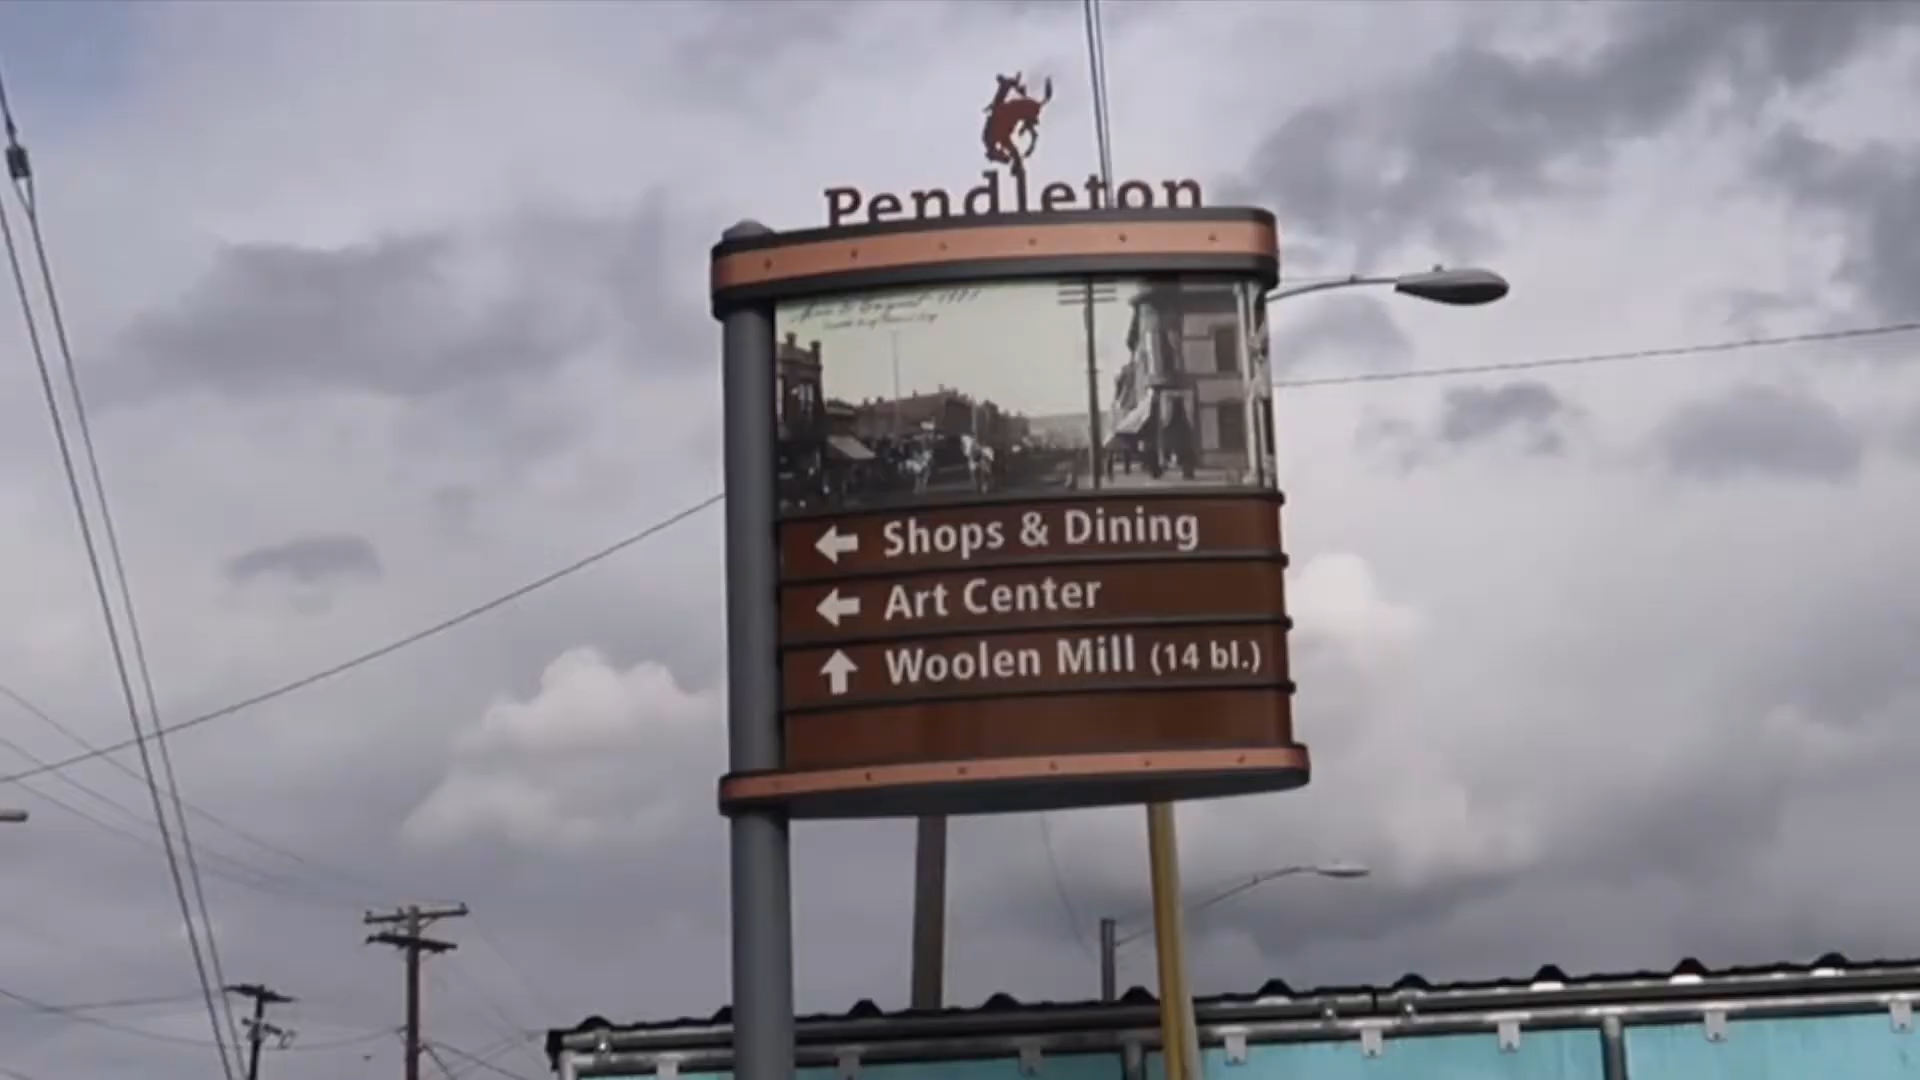 Pendleton
Shops & Dining
Art Center
Woolen Mill (14 bl.)